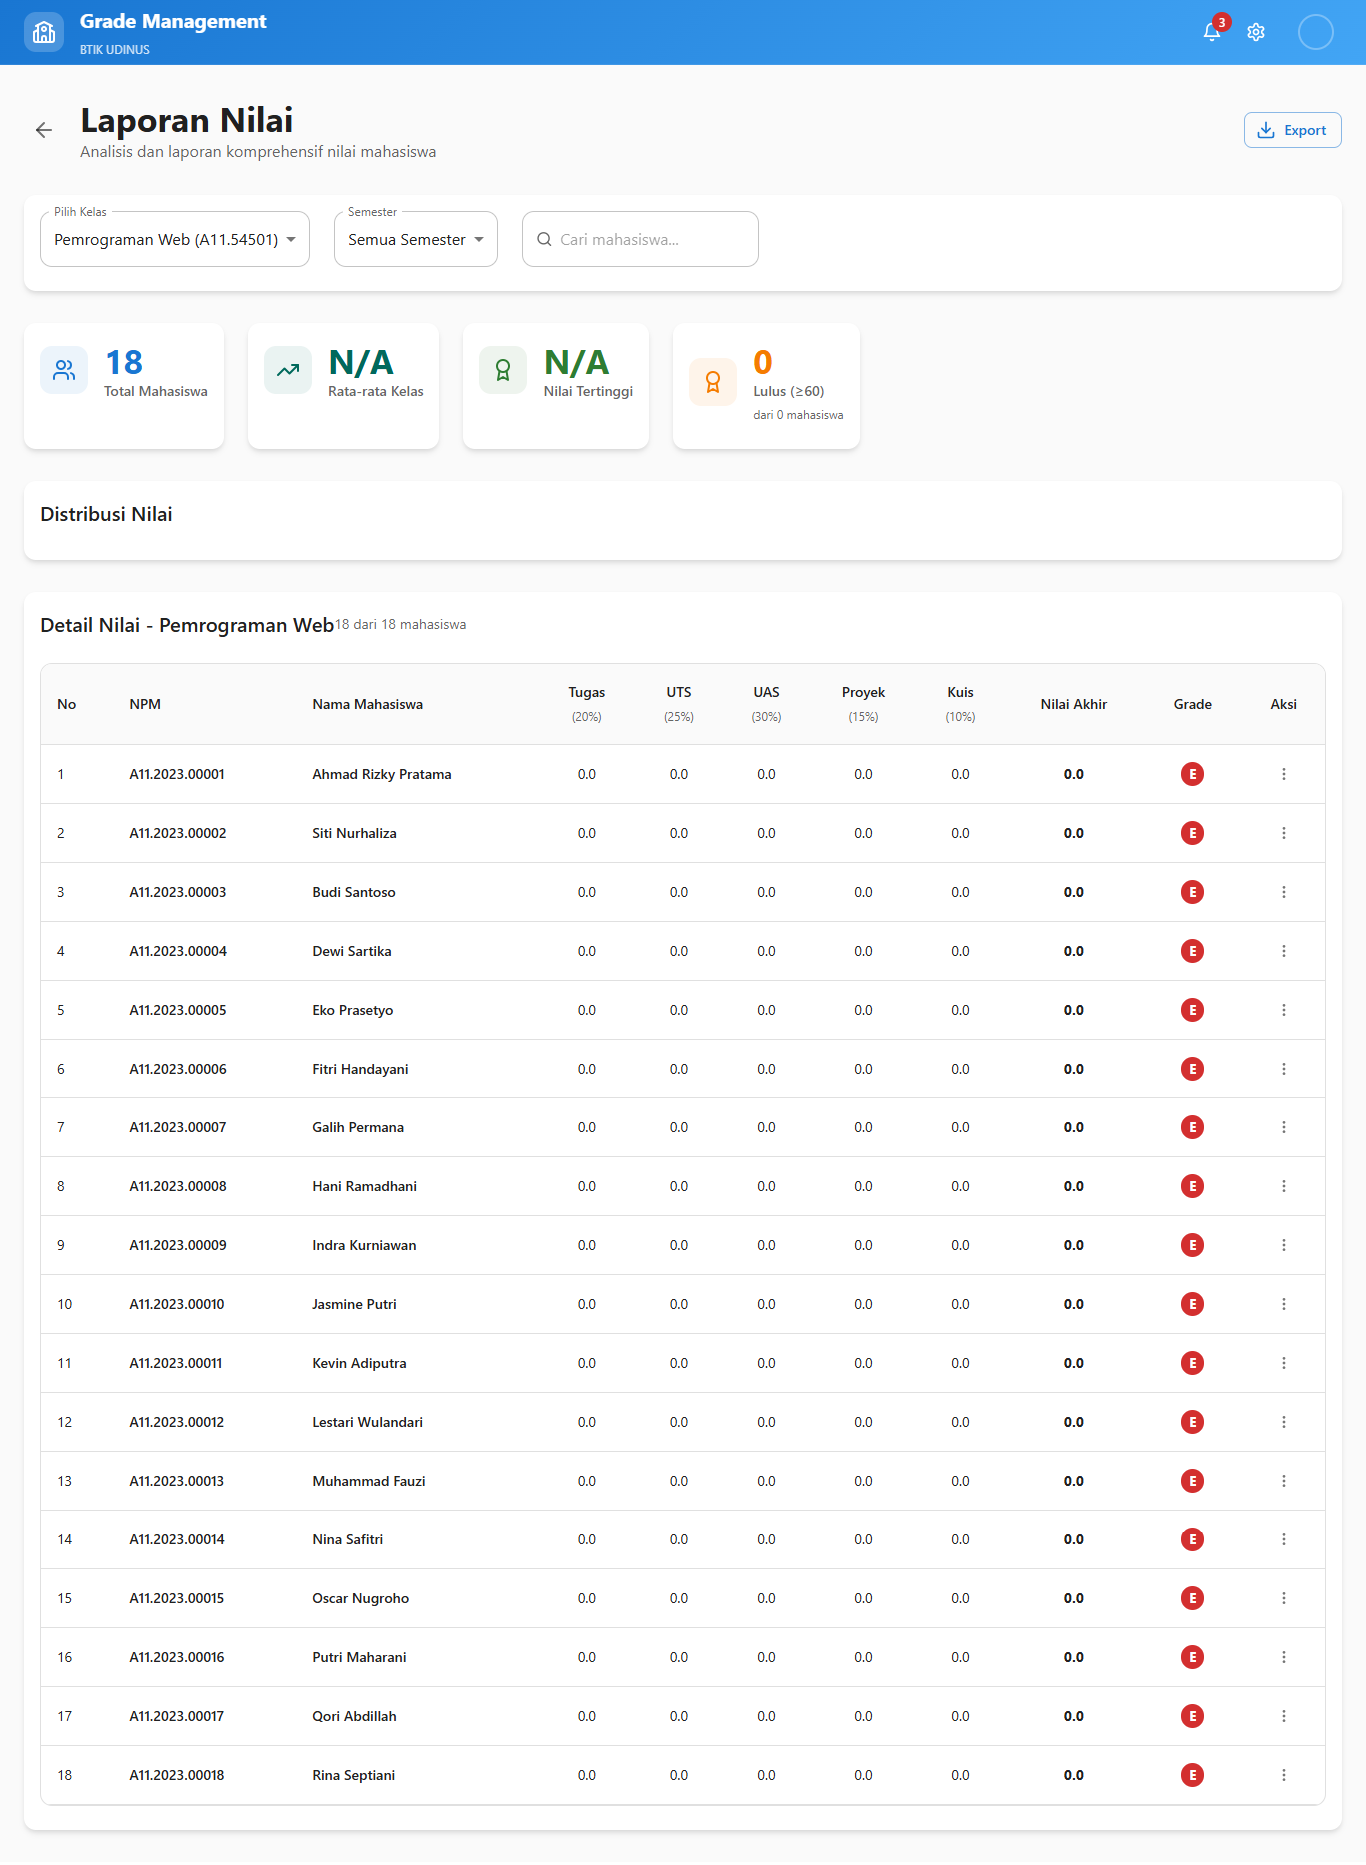 Grade Management
BTIK UDINUS
3
Laporan Nilai
Analisis dan laporan komprehensif nilai mahasiswa
Export
Pilih Kelas
Pemrograman Web (A11.54501)
Semester
Semua Semester
Cari mahasiswa...
18
Total Mahasiswa
N/A
Rata-rata Kelas
N/A
Nilai Tertinggi
0
Lulus (≥60)
dari 0 mahasiswa
Distribusi Nilai
Detail Nilai - Pemrograman Web 18 dari 18 mahasiswa
No NPM Nama Mahasiswa Tugas (20%) UTS (25%) UAS (30%) Proyek (15%) Kuis (10%) Nilai Akhir Grade Aksi
1 A11.2023.00001 Ahmad Rizky Pratama 0.0 0.0 0.0 0.0 0.0 0.0 E
2 A11.2023.00002 Siti Nurhaliza 0.0 0.0 0.0 0.0 0.0 0.0 E
3 A11.2023.00003 Budi Santoso 0.0 0.0 0.0 0.0 0.0 0.0 E
4 A11.2023.00004 Dewi Sartika 0.0 0.0 0.0 0.0 0.0 0.0 E
5 A11.2023.00005 Eko Prasetyo 0.0 0.0 0.0 0.0 0.0 0.0 E
6 A11.2023.00006 Fitri Handayani 0.0 0.0 0.0 0.0 0.0 0.0 E
7 A11.2023.00007 Galih Permana 0.0 0.0 0.0 0.0 0.0 0.0 E
8 A11.2023.00008 Hani Ramadhani 0.0 0.0 0.0 0.0 0.0 0.0 E
9 A11.2023.00009 Indra Kurniawan 0.0 0.0 0.0 0.0 0.0 0.0 E
10 A11.2023.00010 Jasmine Putri 0.0 0.0 0.0 0.0 0.0 0.0 E
11 A11.2023.00011 Kevin Adiputra 0.0 0.0 0.0 0.0 0.0 0.0 E
12 A11.2023.00012 Lestari Wulandari 0.0 0.0 0.0 0.0 0.0 0.0 E
13 A11.2023.00013 Muhammad Fauzi 0.0 0.0 0.0 0.0 0.0 0.0 E
14 A11.2023.00014 Nina Safitri 0.0 0.0 0.0 0.0 0.0 0.0 E
15 A11.2023.00015 Oscar Nugroho 0.0 0.0 0.0 0.0 0.0 0.0 E
16 A11.2023.00016 Putri Maharani 0.0 0.0 0.0 0.0 0.0 0.0 E
17 A11.2023.00017 Qori Abdillah 0.0 0.0 0.0 0.0 0.0 0.0 E
18 A11.2023.00018 Rina Septiani 0.0 0.0 0.0 0.0 0.0 0.0 E